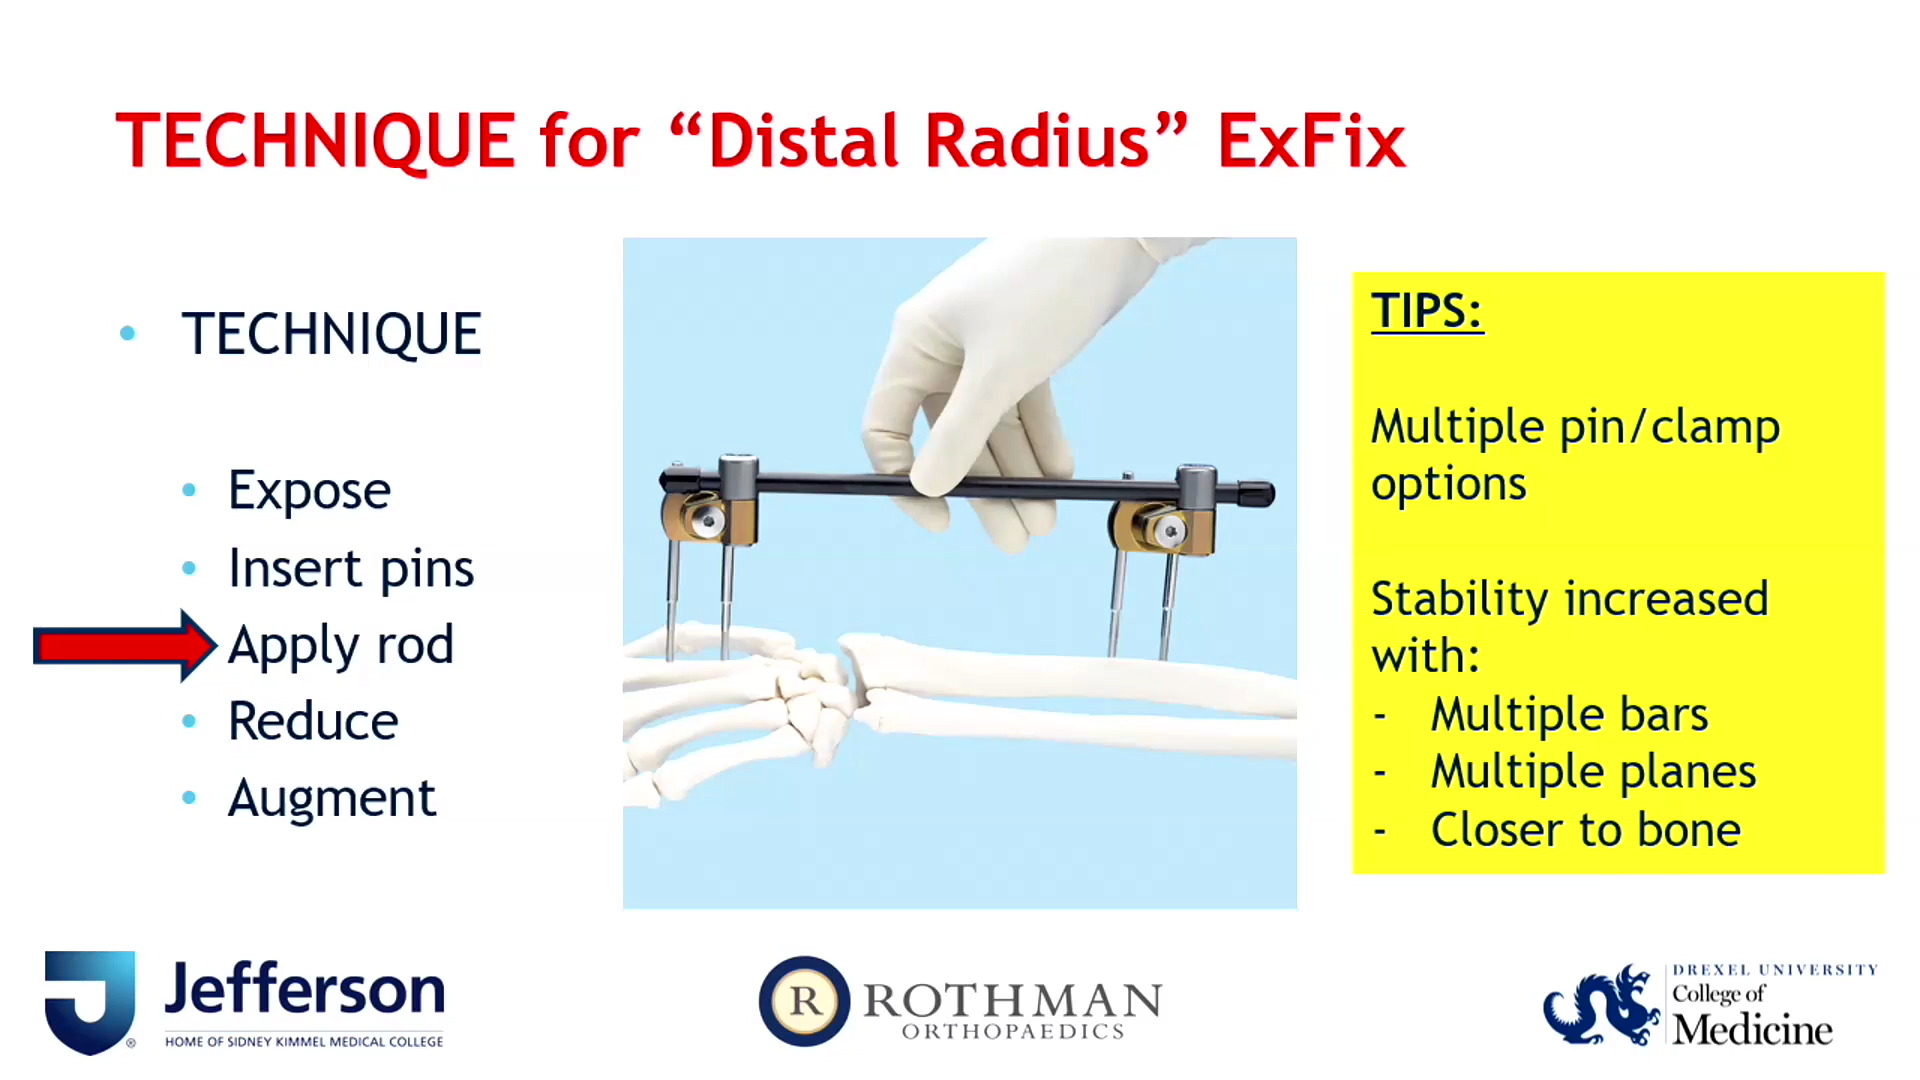 TECHNIQUE for “Distal Radius” ExFix
• TECHNIQUE
• Expose
• Insert pins
Apply rod
• Reduce
• Augment
TIPS:
Multiple pin/clamp
options
Stability increased
with:
- Multiple bars
- Multiple planes
- Closer to bone
Jefferson
HOME OF SIDNEY KIMMEL MEDICAL COLLEGE
®
R
ROTHMAN
ORTHOPAEDICS
DREXEL UNIVERSITY
College of
Medicine